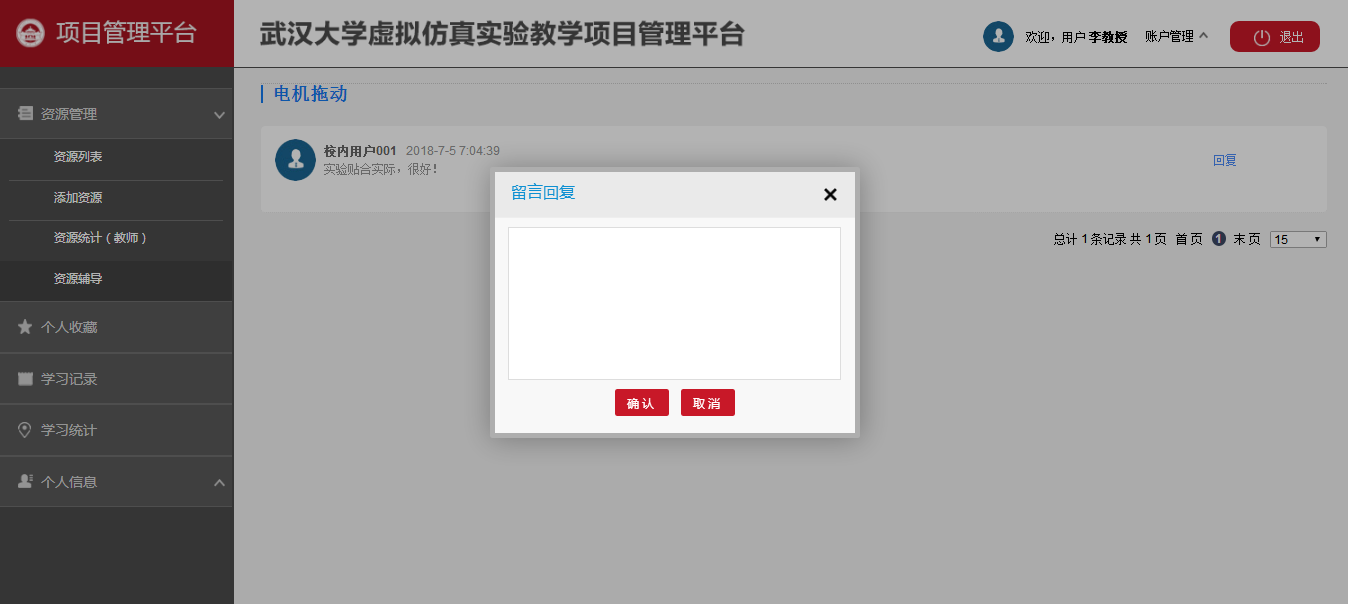 项目管理平台
武汉大学虚拟仿真实验教学项目管理平台
欢迎，用户 李教授 账户管理 退出
资源管理
资源列表
添加资源
资源统计（教师）
资源辅导
个人收藏
学习记录
学习统计
个人信息
电机拖动
校内用户001 2018-7-5 7:04:39
实验贴合实际，很好！
回复
总计 1 条记录 共 1 页 首页 1 末页 15
留言回复
确认 取消